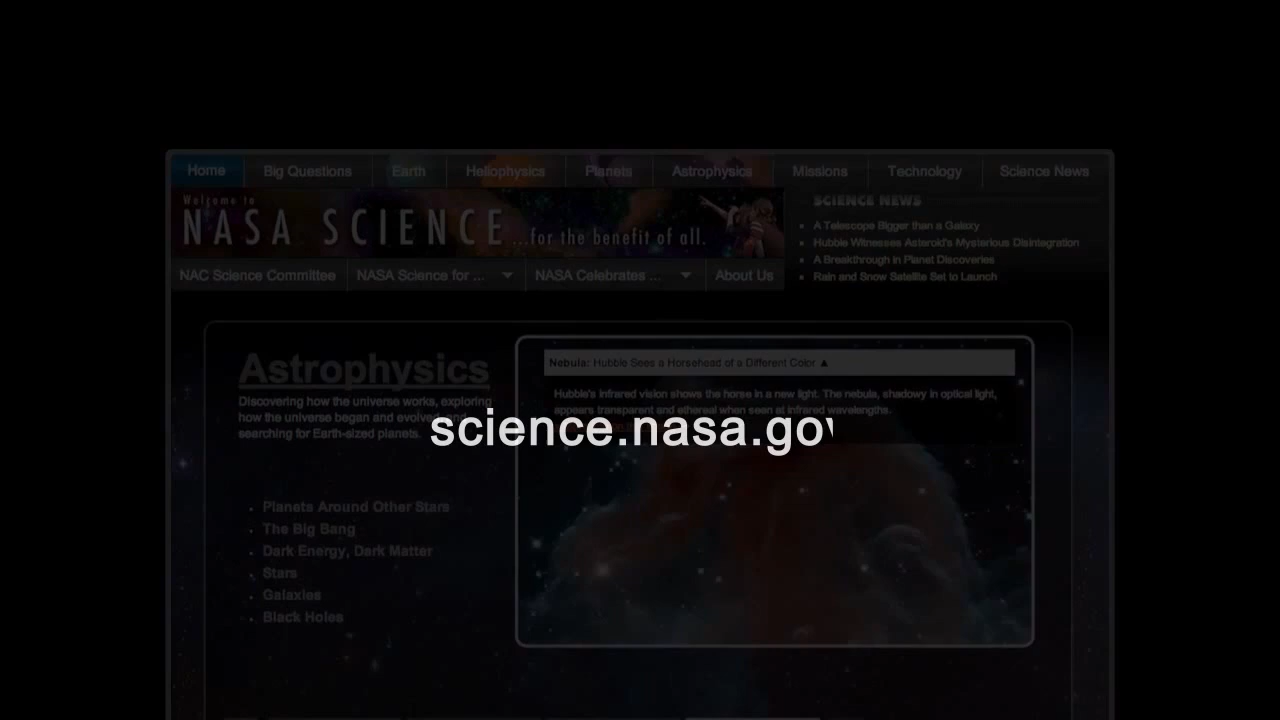 Home Big Questions Earth Heliophysics Planets Astrophysics Missions Technology Science News
Welcome to
NASA SCIENCE ...for the benefit of all.
SCIENCE NEWS
A Telescope Bigger than a Galaxy
Hubble Witnesses Asteroid's Mysterious Disintegration
A Breakthrough in Planet Discoveries
Rain and Snow Satellite Set to Launch
NAC Science Committee NASA Science for ... NASA Celebrates ... About Us
Astrophysics
Discovering how the universe works, exploring
how the universe began and evolved, and
searching for Earth-sized planets.
Nebula: Hubble Sees a Horsehead of a Different Color ▲
Hubble's infrared vision shows the horse in a new light. The nebula, shadowy in optical light,
appears transparent and ethereal when seen at infrared wavelengths.
science.nasa.gov
Planets Around Other Stars
The Big Bang
Dark Energy, Dark Matter
Stars
Galaxies
Black Holes